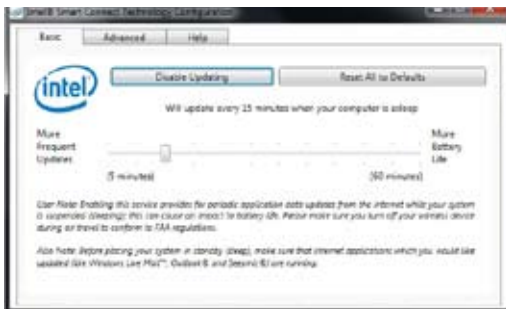 Intel® Smart Connect Technology Configuration
Basic Advanced Help
intel
Disable Updating Reset All to Defaults
Will update every 15 minutes when your computer is asleep
More
Frequent
Updates
More
Battery
Life
(5 minutes) (60 minutes)
User Note: Enabling this service provides for periodic application data updates from the internet while your system
is suspended (sleeping); this can cause an impact to battery life. Please make sure you turn off your wireless device
during air travel to conform to FAA regulations.
Also Note: Before placing your system in standby (sleep), make sure that internet applications which you would like
updated (like Windows Live Mail™, Outlook® and Seesmic®) are running.